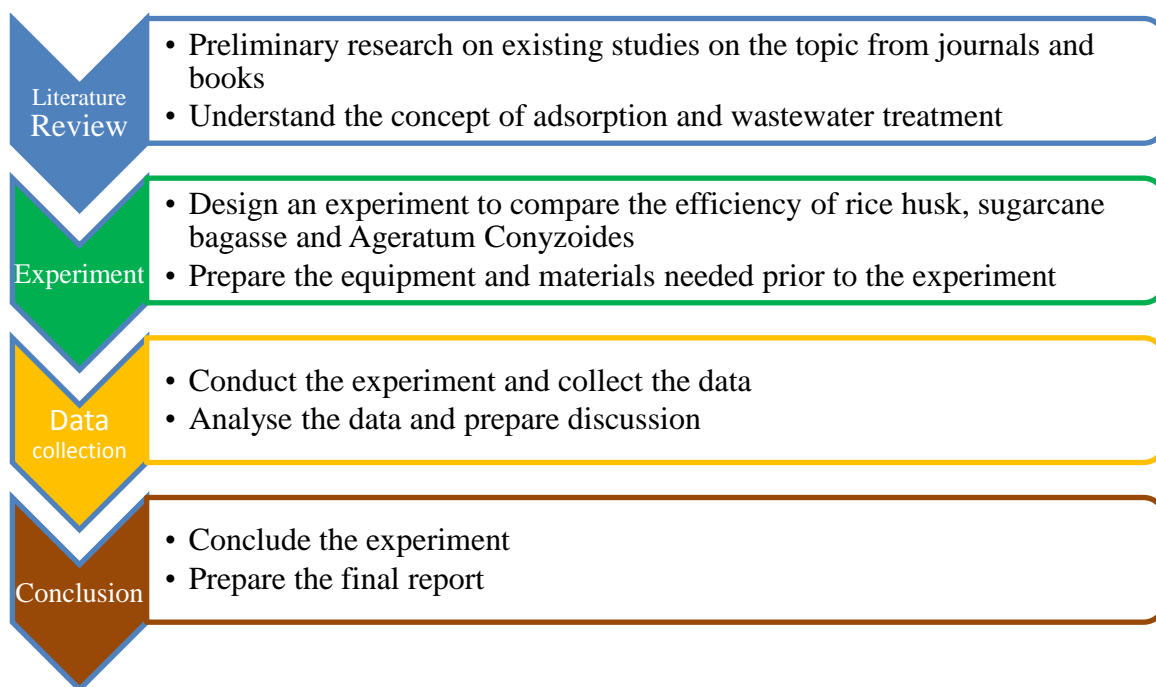 Literature
Review
• Preliminary research on existing studies on the topic from journals and
books
• Understand the concept of adsorption and wastewater treatment
Experiment
• Design an experiment to compare the efficiency of rice husk, sugarcane
bagasse and Ageratum Conyzoides
• Prepare the equipment and materials needed prior to the experiment
Data
collection
• Conduct the experiment and collect the data
• Analyse the data and prepare discussion
Conclusion
• Conclude the experiment
• Prepare the final report